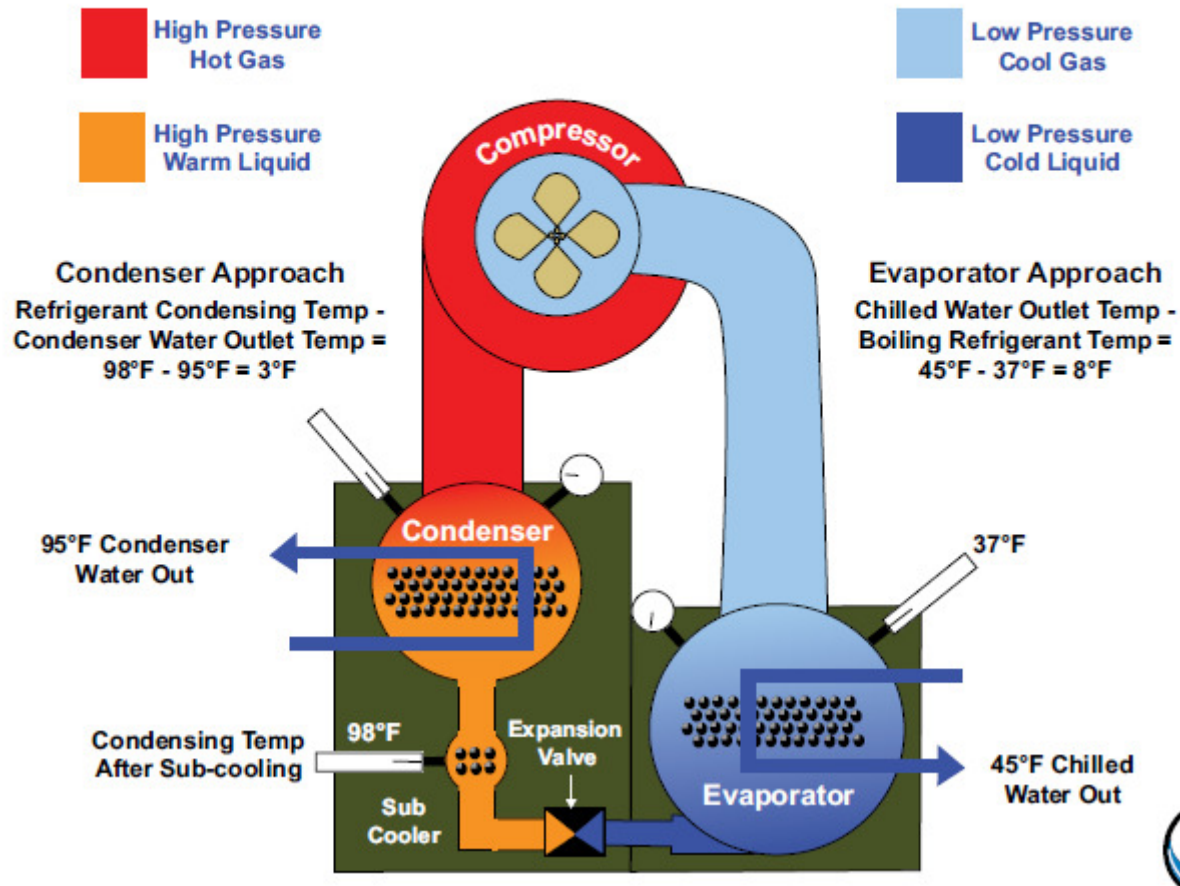 High Pressure
Hot Gas
Low Pressure
Cool Gas
High Pressure
Warm Liquid
Low Pressure
Cold Liquid
Compressor
Condenser Approach
Refrigerant Condensing Temp -
Condenser Water Outlet Temp =
98°F - 95°F = 3°F
Evaporator Approach
Chilled Water Outlet Temp -
Boiling Refrigerant Temp =
45°F - 37°F = 8°F
Condenser
95°F Condenser
Water Out
37°F
98°F
Condensing Temp
After Sub-cooling
Expansion
Valve
Sub
Cooler
Evaporator
45°F Chilled
Water Out